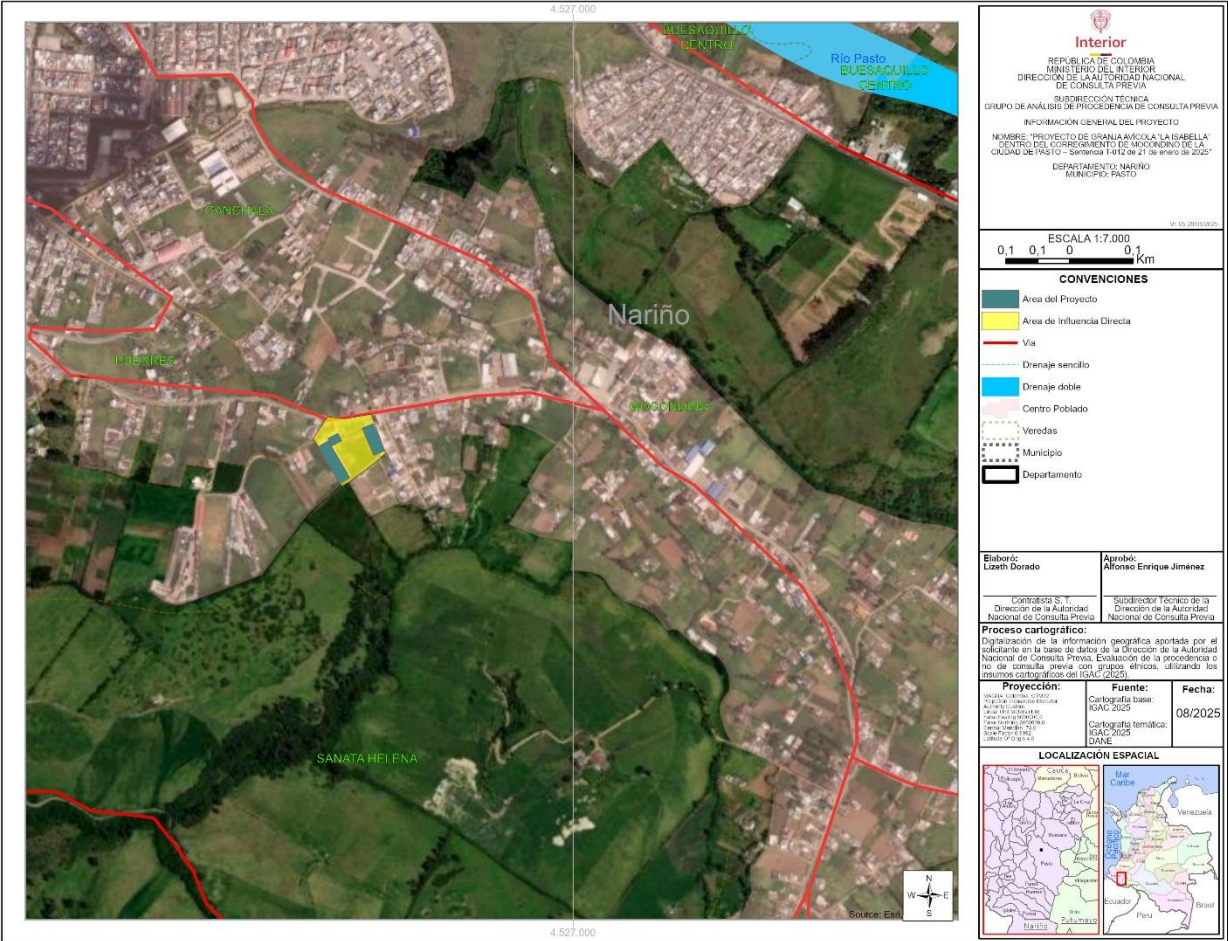 4.527.000
BUESAQUILLO
CENTRO
Río Pasto
BUESAQUILLO
CENTRO
CANCHALA
Nariño
PUERRES
MOCONDINO
SANATA HELENA
Source: Esri,
N
W E
S
4.527.000
Interior
REPÚBLICA DE COLOMBIA
MINISTERIO DEL INTERIOR
DIRECCIÓN DE LA AUTORIDAD NACIONAL
DE CONSULTA PREVIA
SUBDIRECCIÓN TÉCNICA
GRUPO DE ANÁLISIS DE PROCEDENCIA DE CONSULTA PREVIA
INFORMACIÓN GENERAL DEL PROYECTO
NOMBRE: "PROYECTO DE GRANJA AVÍCOLA 'LA ISABELLA'
DENTRO DEL CORREGIMIENTO DE MOCONDINO DE LA
CIUDAD DE PASTO – Sentencia T-012 de 21 de enero de 2025"
DEPARTAMENTO: NARIÑO
MUNICIPIO: PASTO
ESCALA 1:7.000
0,1 0,1 0 0,1
Km
CONVENCIONES
Area del Proyecto
Area de Influencia Directa
Via
Drenaje sencillo
Drenaje doble
Centro Poblado
Veredas
Municipio
Departamento
Elaboró:
Lizeth Dorado
Contratista S. T.
Dirección de la Autoridad
Nacional de Consulta Previa
Aprobó:
Alfonso Enrique Jiménez
Subdirector Técnico de la
Dirección de la Autoridad
Nacional de Consulta Previa
Proceso cartográfico:
Digitalización de la información geográfica aportada por el
solicitante en la base de datos de la Dirección de la Autoridad
Nacional de Consulta Previa. Evaluación de la procedencia o
no de consulta previa con grupos étnicos, utilizando los
insumos cartográficos del IGAC (2025).
Proyección:
Fuente:
Cartografía base:
IGAC 2025
Cartografía temática:
IGAC 2025
DANE
Fecha:
08/2025
LOCALIZACIÓN ESPACIAL
Cauca
Pasto
Nariño
Putumayo
Mar
Caribe
Venezuela
Océano
Pacífico
Ecuador
Peru
Brasil